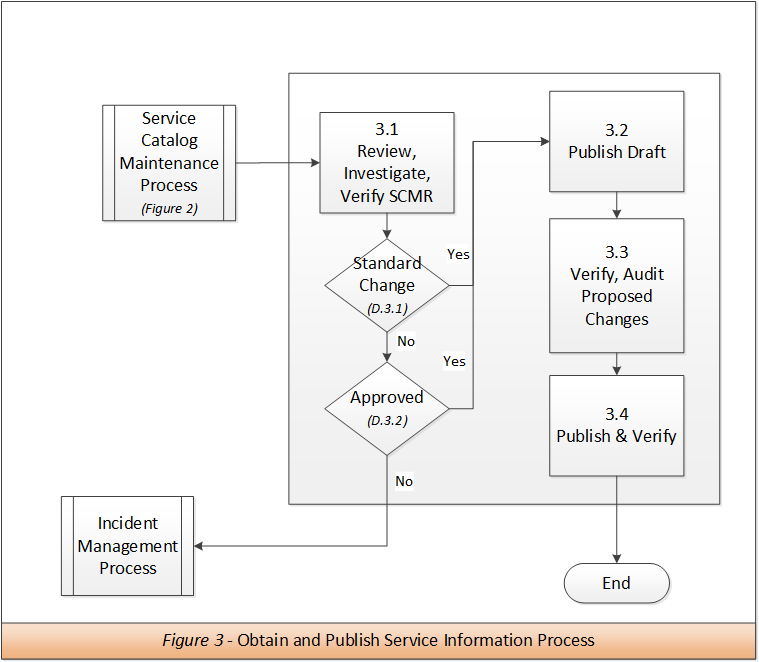 Service
Catalog
Maintenance
Process
(Figure 2)
3.1
Review,
Investigate,
Verify SCMR
Standard
Change
(D.3.1)
Yes
No
Approved
(D.3.2)
Yes
No
3.2
Publish Draft
3.3
Verify, Audit
Proposed
Changes
3.4
Publish & Verify
Incident
Management
Process
End
Figure 3 - Obtain and Publish Service Information Process